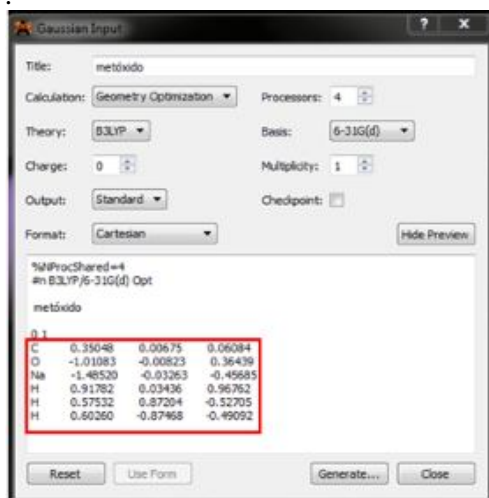 :
Gaussian Input ? x
Title: metóxido
Calculation: Geometry Optimization Processors: 4
Theory: B3LYP Basis: 6-31G(d)
Charge: 0 Multiplicity: 1
Output: Standard Checkpoint:
Format: Cartesian Hide Preview
%NProcShared=4
#n B3LYP/6-31G(d) Opt
metóxido
0 1
C 0.35048 0.00675 0.06084
O -1.01083 -0.00823 0.36439
Na -1.48520 -0.03263 -0.45685
H 0.91782 0.03436 0.96762
H 0.57532 0.87204 -0.52705
H 0.60260 -0.87468 -0.49092
Reset Use Form Generate... Close